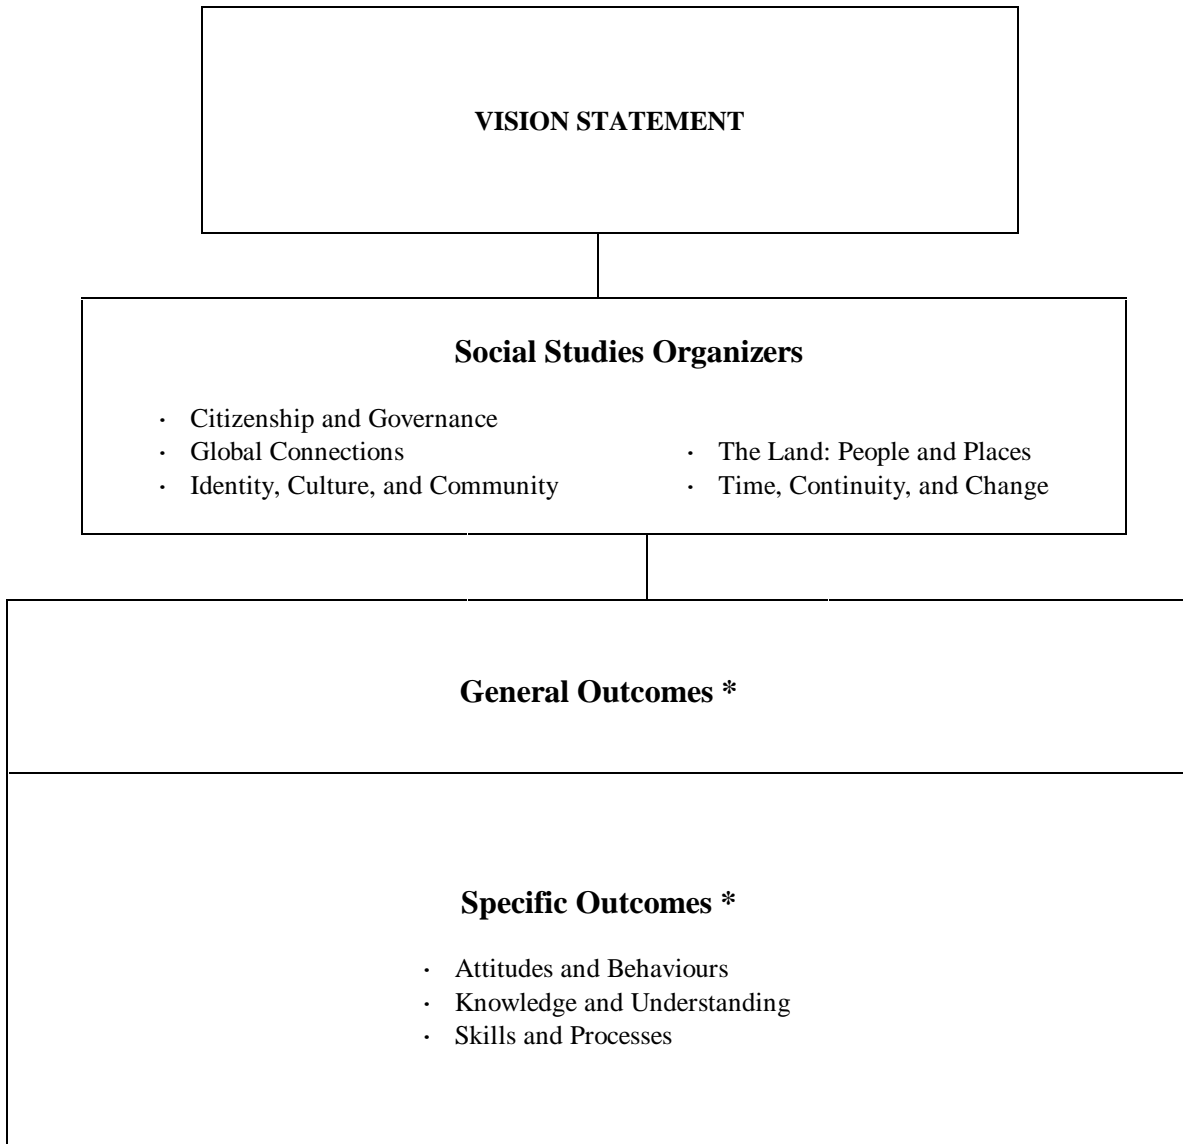 VISION STATEMENT
Social Studies Organizers
· Citizenship and Governance
· Global Connections
· Identity, Culture, and Community
· The Land: People and Places
· Time, Continuity, and Change
General Outcomes *
Specific Outcomes *
· Attitudes and Behaviours
· Knowledge and Understanding
· Skills and Processes